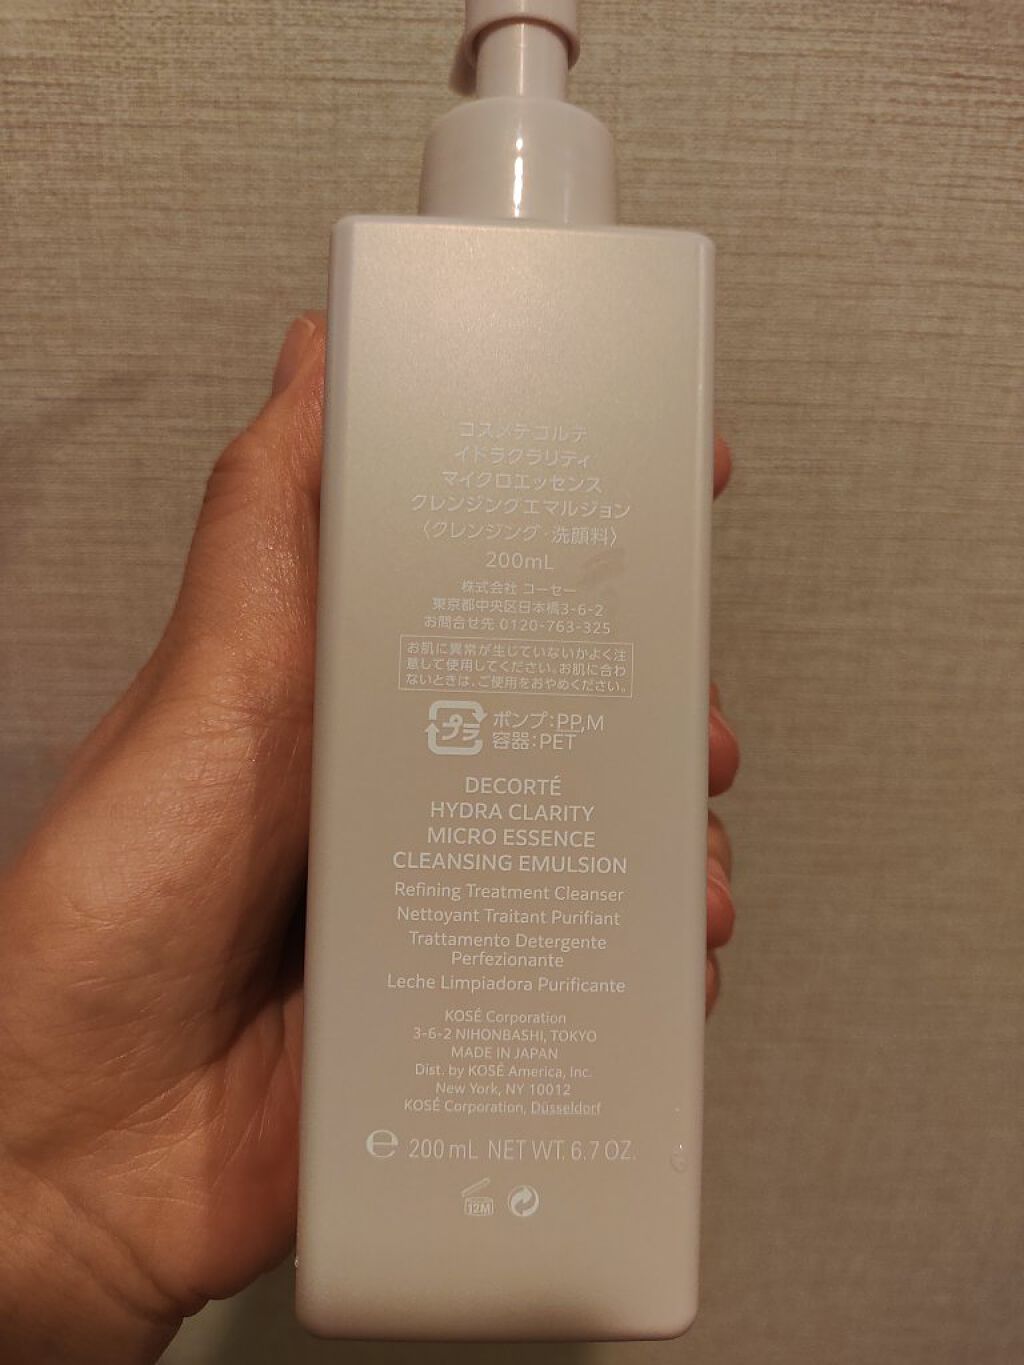 コスメデコルテ
イドラクラリティ
マイクロエッセンス
クレンジングエマルジョン
〈クレンジング・洗顔料〉
200mL
株式会社 コーセー
東京都中央区日本橋3-6-2
お問合せ先 0120-763-325
お肌に異常が生じていないかよく注
意して使用してください。お肌に合わ
ないときは、ご使用をおやめください。
プラ
ポンプ:PP,M
容器:PET
DECORTÉ
HYDRA CLARITY
MICRO ESSENCE
CLEANSING EMULSION
Refining Treatment Cleanser
Nettoyant Traitant Purifiant
Trattamento Detergente
Perfezionante
Leche Limpiadora Purificante
KOSÉ Corporation
3-6-2 NIHONBASHI, TOKYO
MADE IN JAPAN
Dist. by KOSÉ America, Inc.
New York, NY 10012
KOSÉ Corporation, Düsseldorf
℮ 200 mL NET WT. 6.7 OZ.
12M